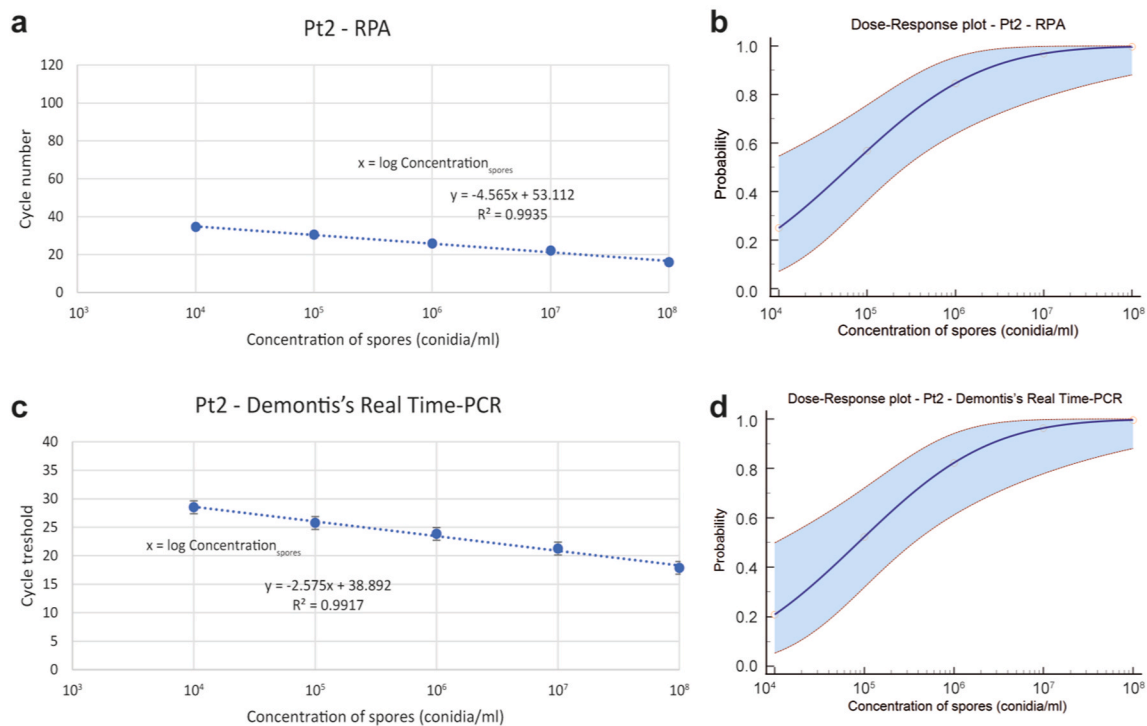 a
Pt2 - RPA
120
100
80
60
40
20
0
Cycle number
x = log Concentrationspores
y = -4.565x + 53.112
R² = 0.9935
10³
10⁴
10⁵
10⁶
10⁷
10⁸
Concentration of spores (conidia/ml)
b
Dose-Response plot - Pt2 - RPA
1.0
0.8
0.6
0.4
0.2
0.0
Probability
10⁴
10⁵
10⁶
10⁷
10⁸
Concentration of spores (conidia/ml)
c
Pt2 - Demontis's Real Time-PCR
40
35
30
25
20
15
10
5
0
Cycle treshold
x = log Concentrationspores
y = -2.575x + 38.892
R² = 0.9917
10³
10⁴
10⁵
10⁶
10⁷
10⁸
Concentration of spores (conidia/ml)
d
Dose-Response plot - Pt2 - Demontis's Real Time-PCR
1.0
0.8
0.6
0.4
0.2
0.0
Probability
10⁴
10⁵
10⁶
10⁷
10⁸
Concentration of spores (conidia/ml)